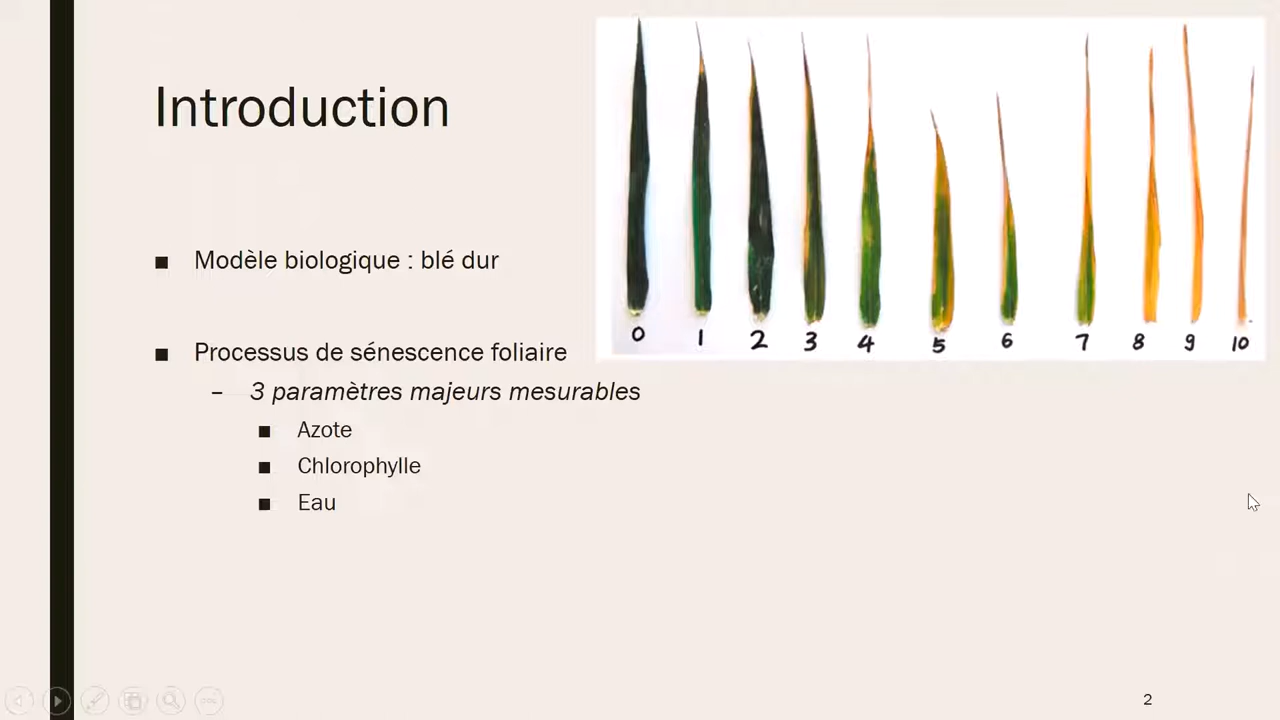 Introduction
0 1 2 3 4 5 6 7 8 9 10
Modèle biologique : blé dur
Processus de sénescence foliaire
– 3 paramètres majeurs mesurables
Azote
Chlorophylle
Eau
2